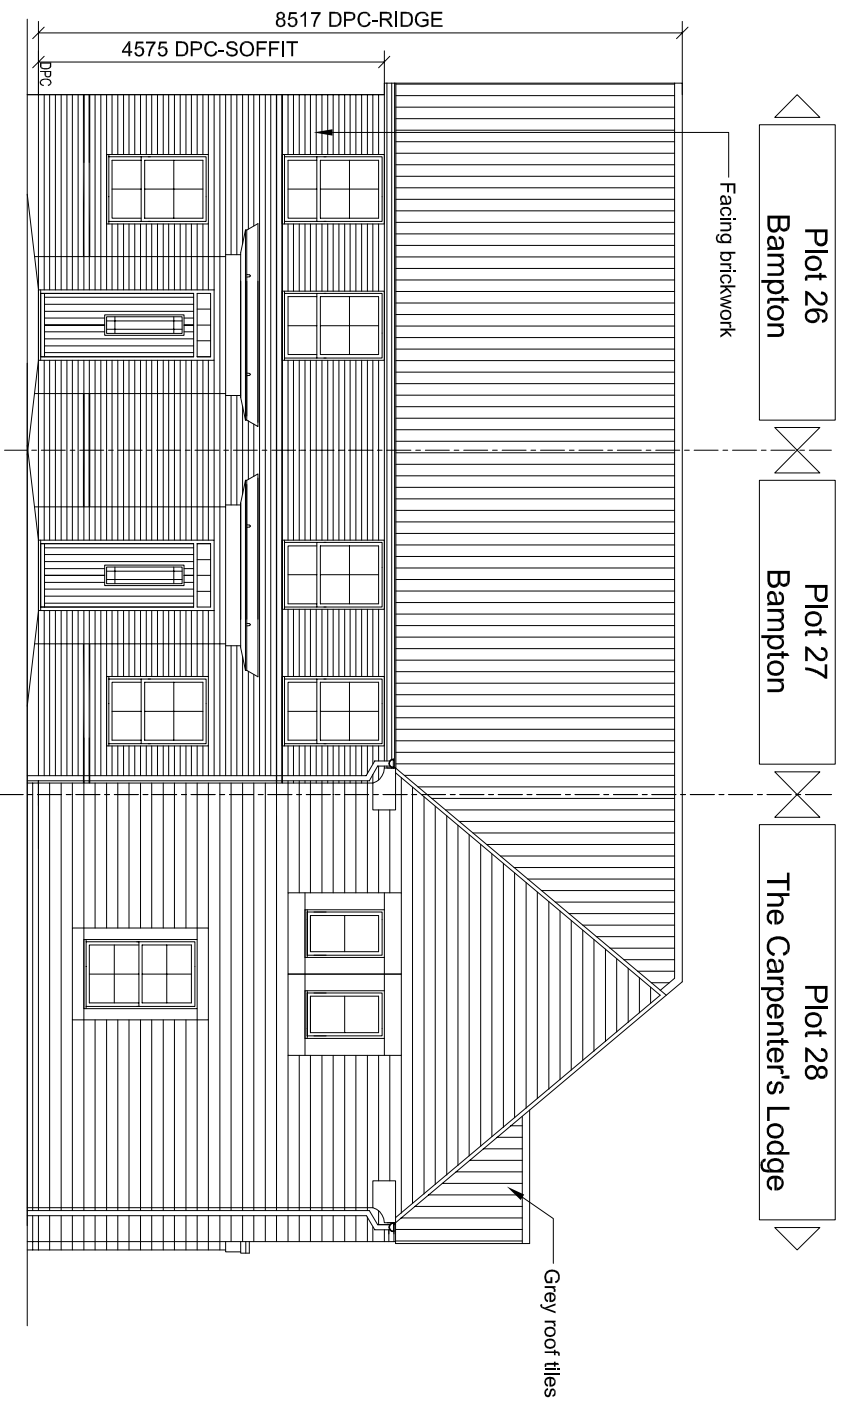 8517 DPC-RIDGE
4575 DPC-SOFFIT
DPC
Plot 26
Bampton
Facing brickwork
Plot 27
Bampton
Plot 28
The Carpenter's Lodge
Grey roof tiles